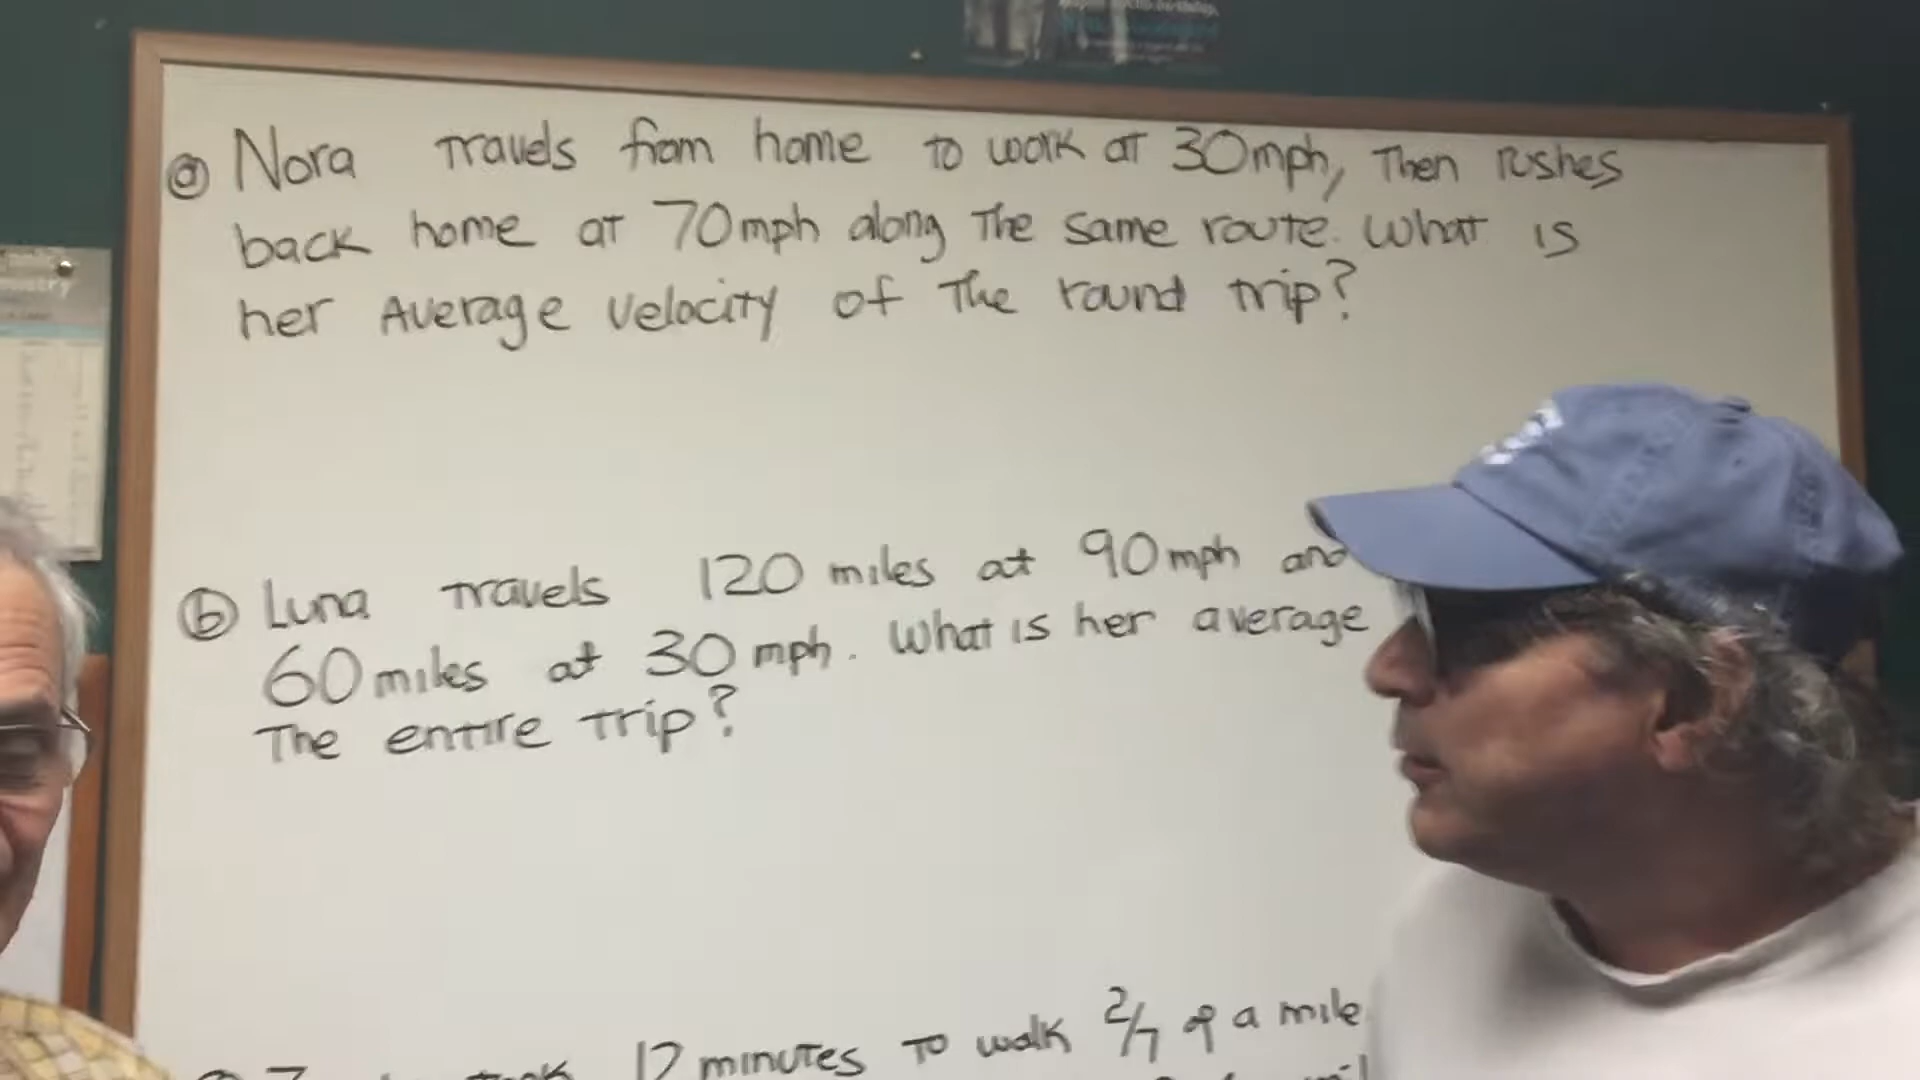 ⓐ Nora travels from home to work at 30mph, Then rushes
back home at 70mph along The same route. What is
her Average velocity of The round trip?
ⓑ Luna travels 120 miles at 90mph and
60 miles at 30 mph. What is her average
The entire trip?
minutes to walk 2/7 of a mile